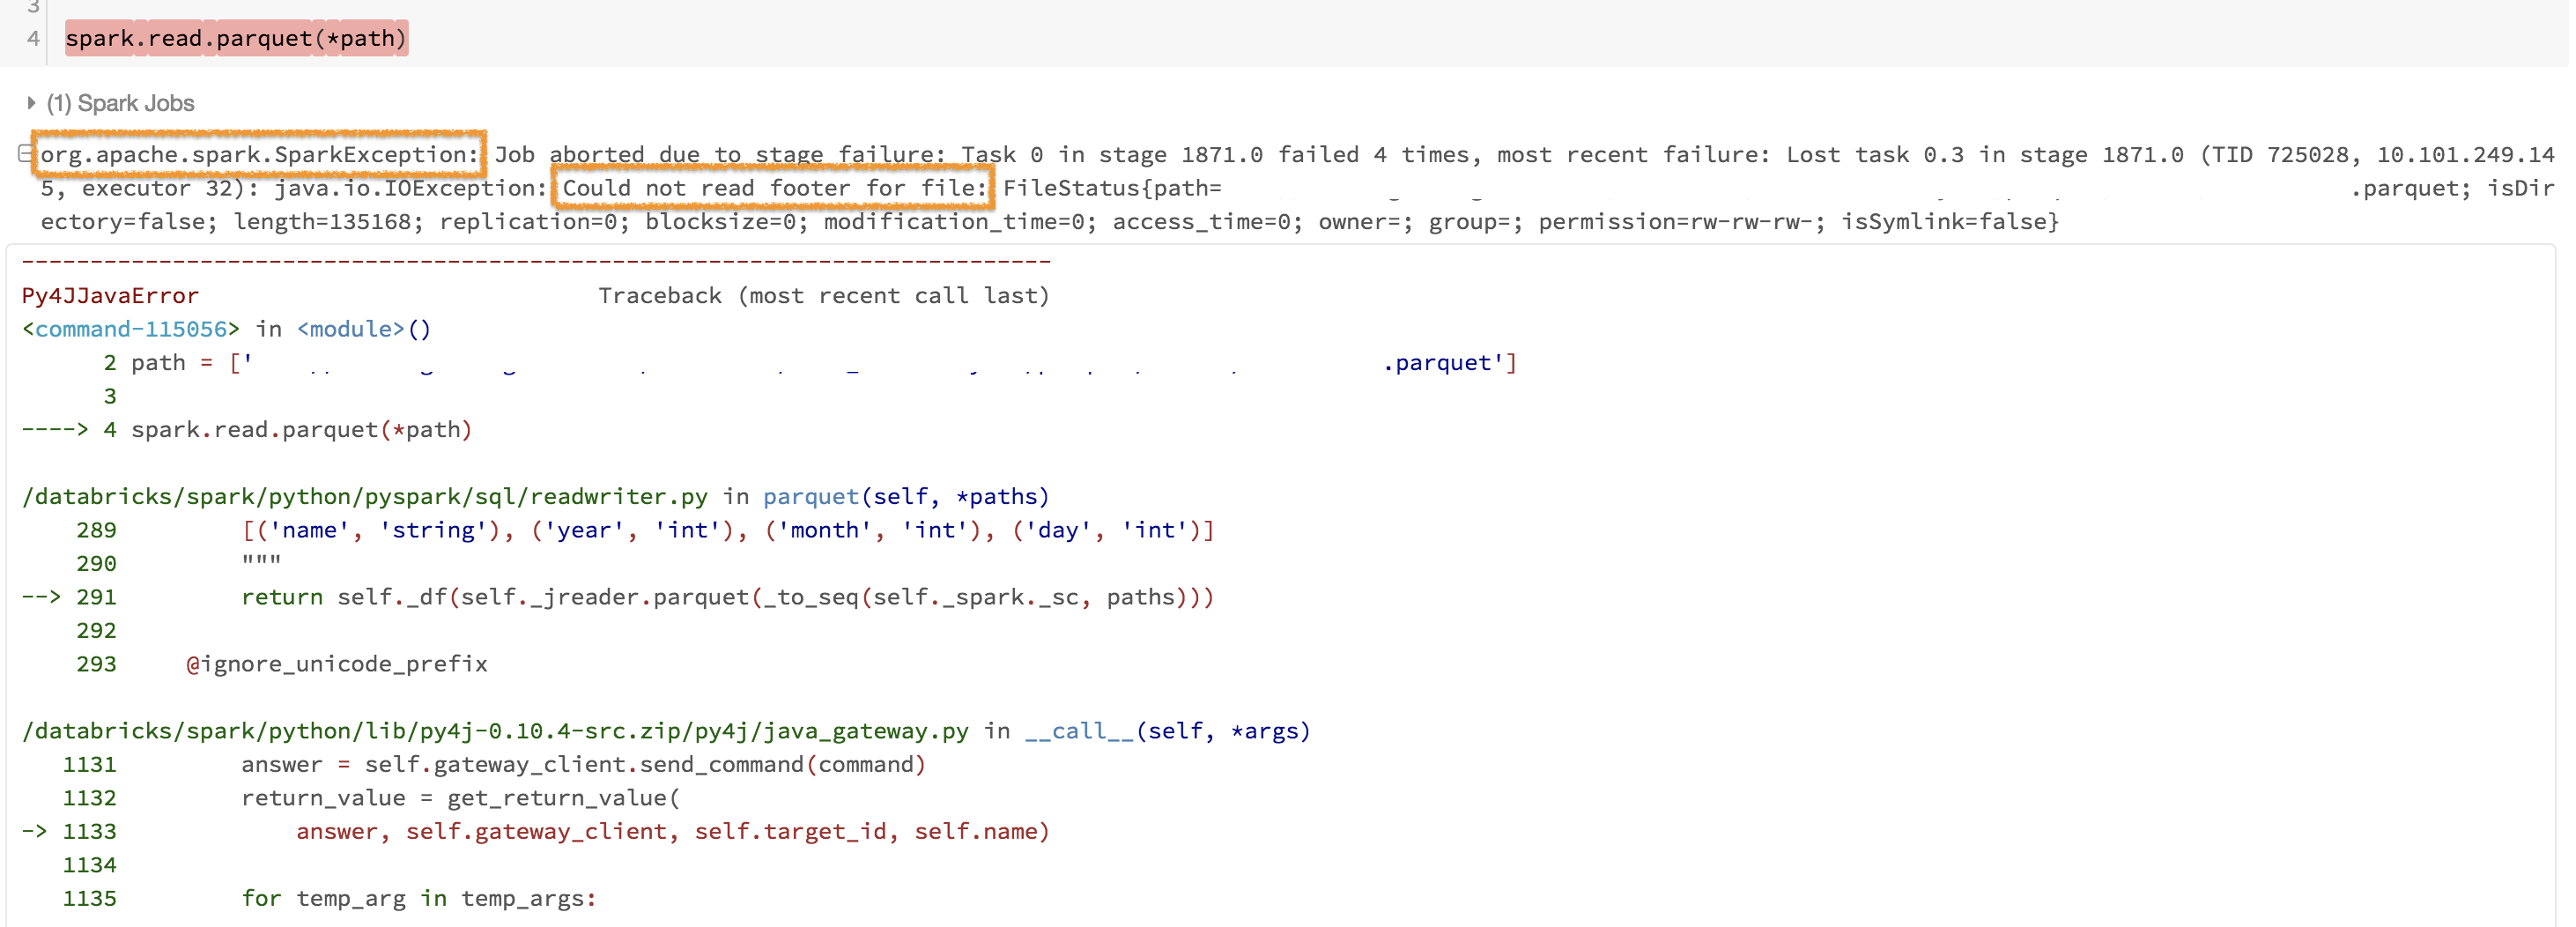 3
4 spark.read.parquet(*path)
(1) Spark Jobs
org.apache.spark.SparkException: Job aborted due to stage failure: Task 0 in stage 1871.0 failed 4 times, most recent failure: Lost task 0.3 in stage 1871.0 (TID 725028, 10.101.249.14
5, executor 32): java.io.IOException: Could not read footer for file: FileStatus{path= .parquet; isDir
ectory=false; length=135168; replication=0; blocksize=0; modification_time=0; access_time=0; owner=; group=; permission=rw-rw-rw-; isSymlink=false}
---------------------------------------------------------------------------
Py4JJavaError Traceback (most recent call last)
<command-115056> in <module>()
2 path = [' .parquet']
3
----> 4 spark.read.parquet(*path)
/databricks/spark/python/pyspark/sql/readwriter.py in parquet(self, *paths)
289 [('name', 'string'), ('year', 'int'), ('month', 'int'), ('day', 'int')]
290 """
--> 291 return self._df(self._jreader.parquet(_to_seq(self._spark._sc, paths)))
292
293 @ignore_unicode_prefix
/databricks/spark/python/lib/py4j-0.10.4-src.zip/py4j/java_gateway.py in __call__(self, *args)
1131 answer = self.gateway_client.send_command(command)
1132 return_value = get_return_value(
-> 1133 answer, self.gateway_client, self.target_id, self.name)
1134
1135 for temp_arg in temp_args: